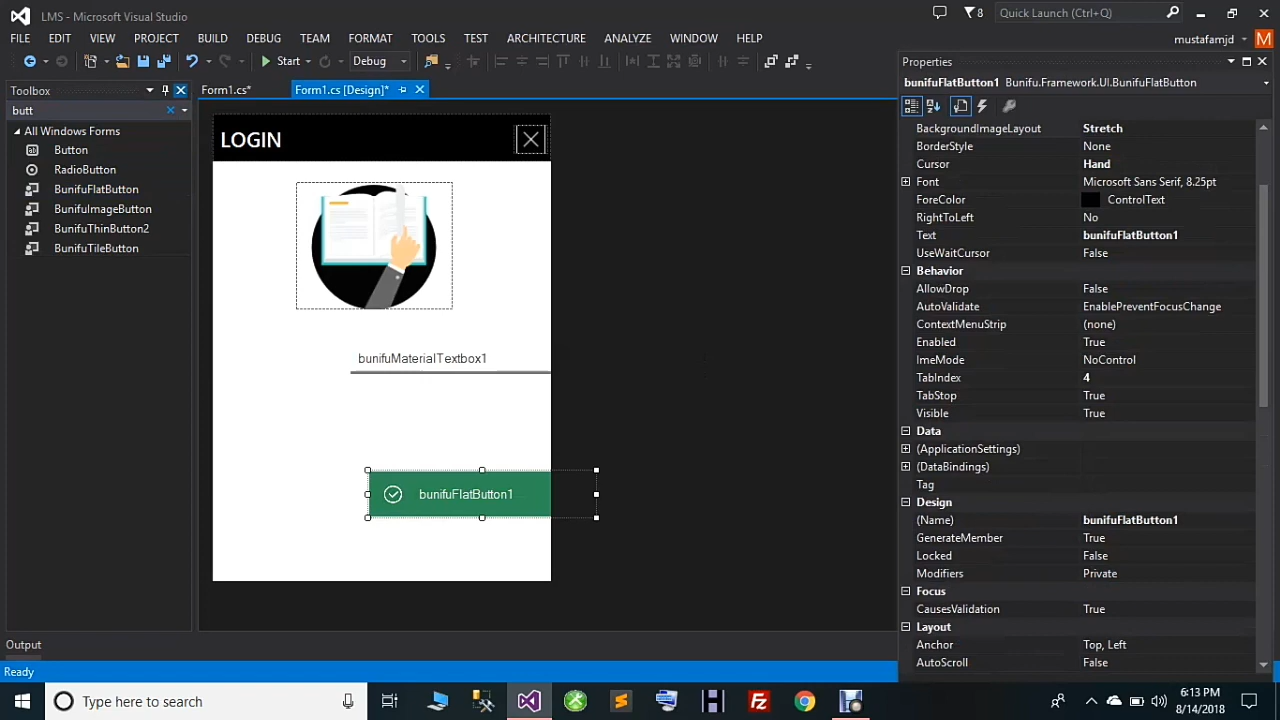 LMS - Microsoft Visual Studio
8
Quick Launch (Ctrl+Q)
FILE EDIT VIEW PROJECT BUILD DEBUG TEAM FORMAT TOOLS TEST ARCHITECTURE ANALYZE WINDOW HELP
mustafamjd M
Start Debug
Toolbox
butt
All Windows Forms
Button
RadioButton
BunifuFlatButton
BunifuImageButton
BunifuThinButton2
BunifuTileButton
Form1.cs* Form1.cs [Design]*
LOGIN
bunifuMaterialTextbox1
bunifuFlatButton1
Properties
bunifuFlatButton1 Bunifu.Framework.UI.BunifuFlatButton
BackgroundImageLayout Stretch
BorderStyle None
Cursor Hand
Font Microsoft Sans Serif, 8.25pt
ForeColor ControlText
RightToLeft No
Text bunifuFlatButton1
UseWaitCursor False
Behavior
AllowDrop False
AutoValidate EnablePreventFocusChange
ContextMenuStrip (none)
Enabled True
ImeMode NoControl
TabIndex 4
TabStop True
Visible True
Data
(ApplicationSettings)
(DataBindings)
Tag
Design
(Name) bunifuFlatButton1
GenerateMember True
Locked False
Modifiers Private
Focus
CausesValidation True
Layout
Anchor Top, Left
AutoScroll False
Output
Ready
Type here to search
6:13 PM
8/14/2018